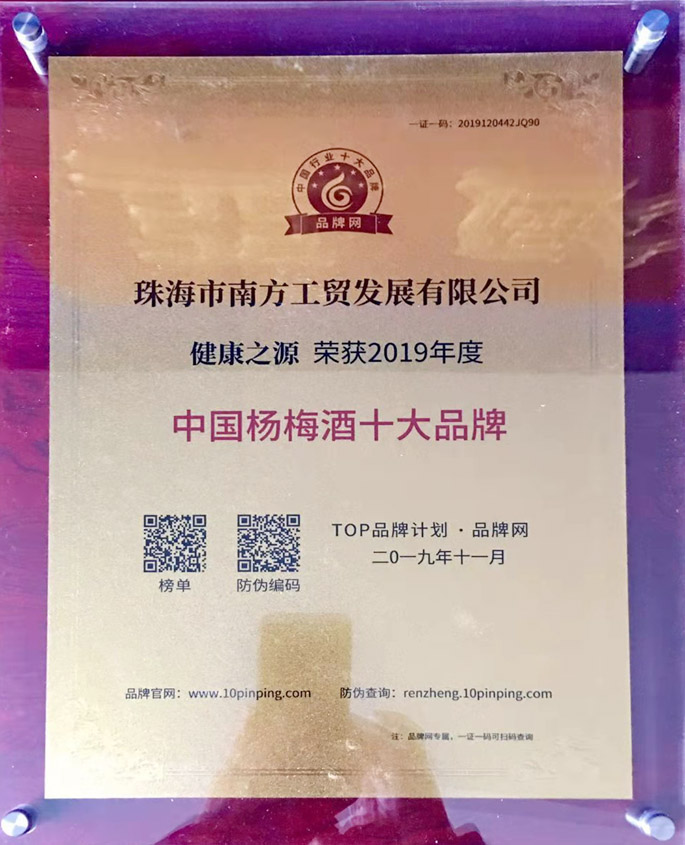 一证一码：2019120442JQ90
中国行业十大品牌
品牌网
珠海市南方工贸发展有限公司
健康之源 荣获2019年度
中国杨梅酒十大品牌
TOP品牌计划·品牌网
二0一九年十一月
榜单 防伪编码
品牌官网：www.10pinping.com 防伪查询：renzheng.10pinping.com
注：品牌网专属，一证一码可扫码查询